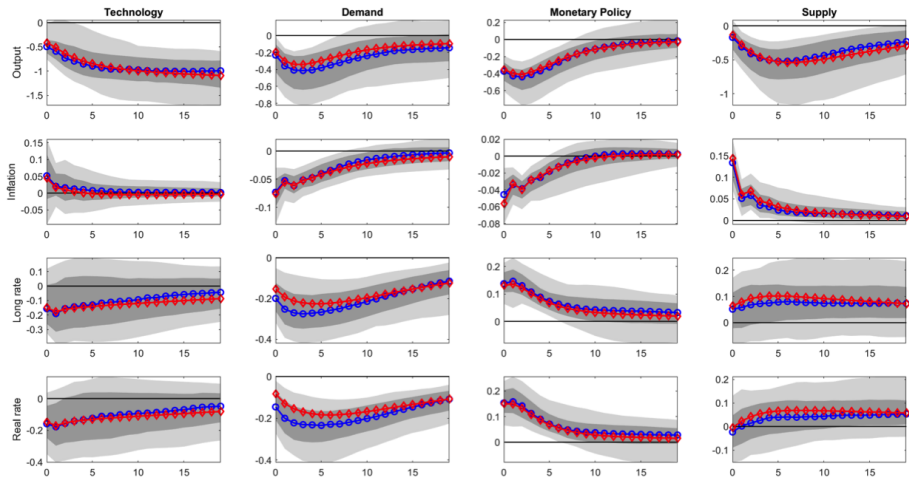 Technology Demand Monetary Policy Supply
Output
0 0 0.2 0
-0.5 -0.2 0 -0.5
-1.0 -0.4 -0.2 -1
-1.5 -0.6 -0.4
-0.8 -0.6
0 5 10 15 0 5 10 15 0 5 10 15 0 5 10 15
Inflation
0.15 0 0.02 0.15
0.10 -0.05 0 0.10
0.05 -0.1 -0.02 0.05
0 -0.04 0
-0.05 -0.06
-0.08
0 5 10 15 0 5 10 15 0 5 10 15 0 5 10 15
Long rate
0.1 0 0.2 0.2
0 -0.2 0.1 0.1
-0.1 -0.4 0 0
-0.2
-0.3
0 5 10 15 0 5 10 15 0 5 10 15 0 5 10 15
Real rate
0 0 0.2 0.2
-0.2 -0.2 0.1 0.1
-0.4 -0.4 0 0
-0.1
0 5 10 15 0 5 10 15 0 5 10 15 0 5 10 15